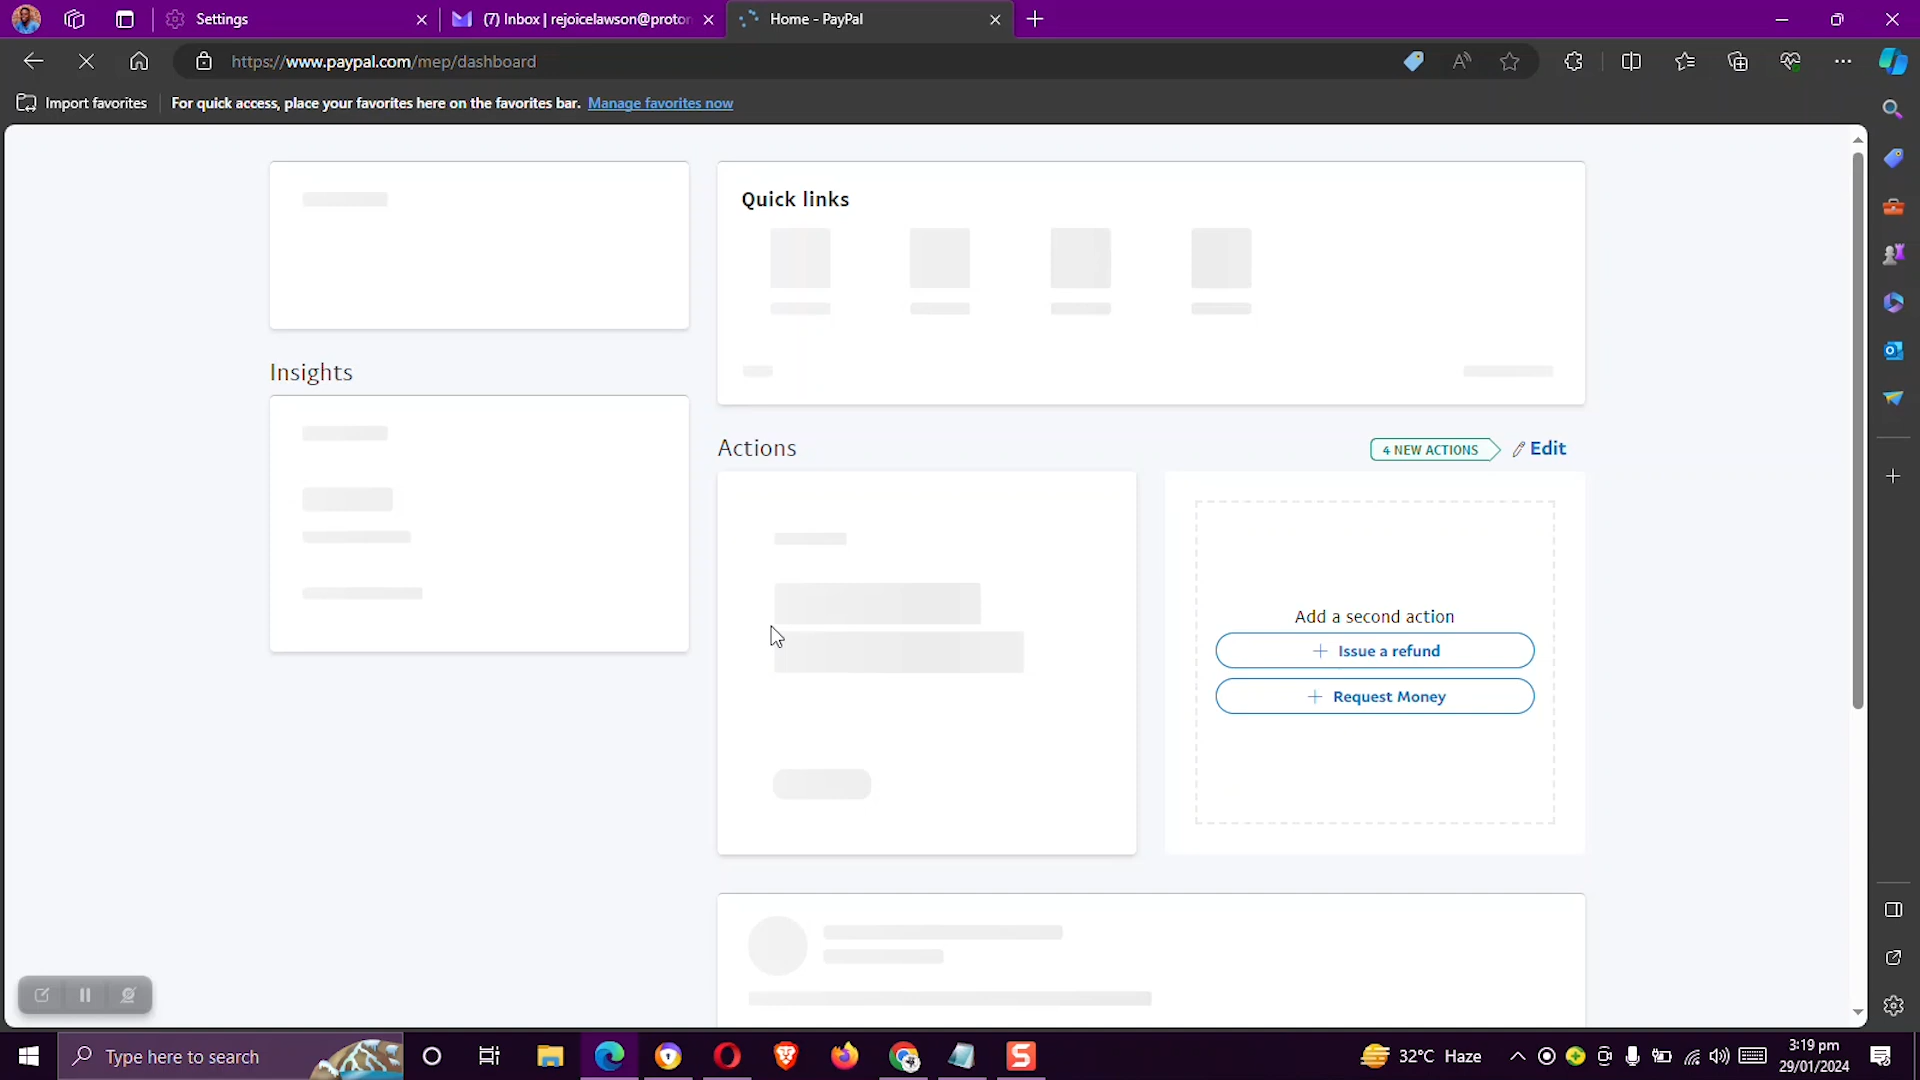 Settings
(7) Inbox | rejoicelawson@proton
Home - PayPal
https://www.paypal.com/mep/dashboard
Import favorites
For quick access, place your favorites here on the favorites bar. Manage favorites now
Quick links
Insights
Actions
4 NEW ACTIONS
Edit
Add a second action
Issue a refund
Request Money
Type here to search
32°C Haze
3:19 pm
29/01/2024